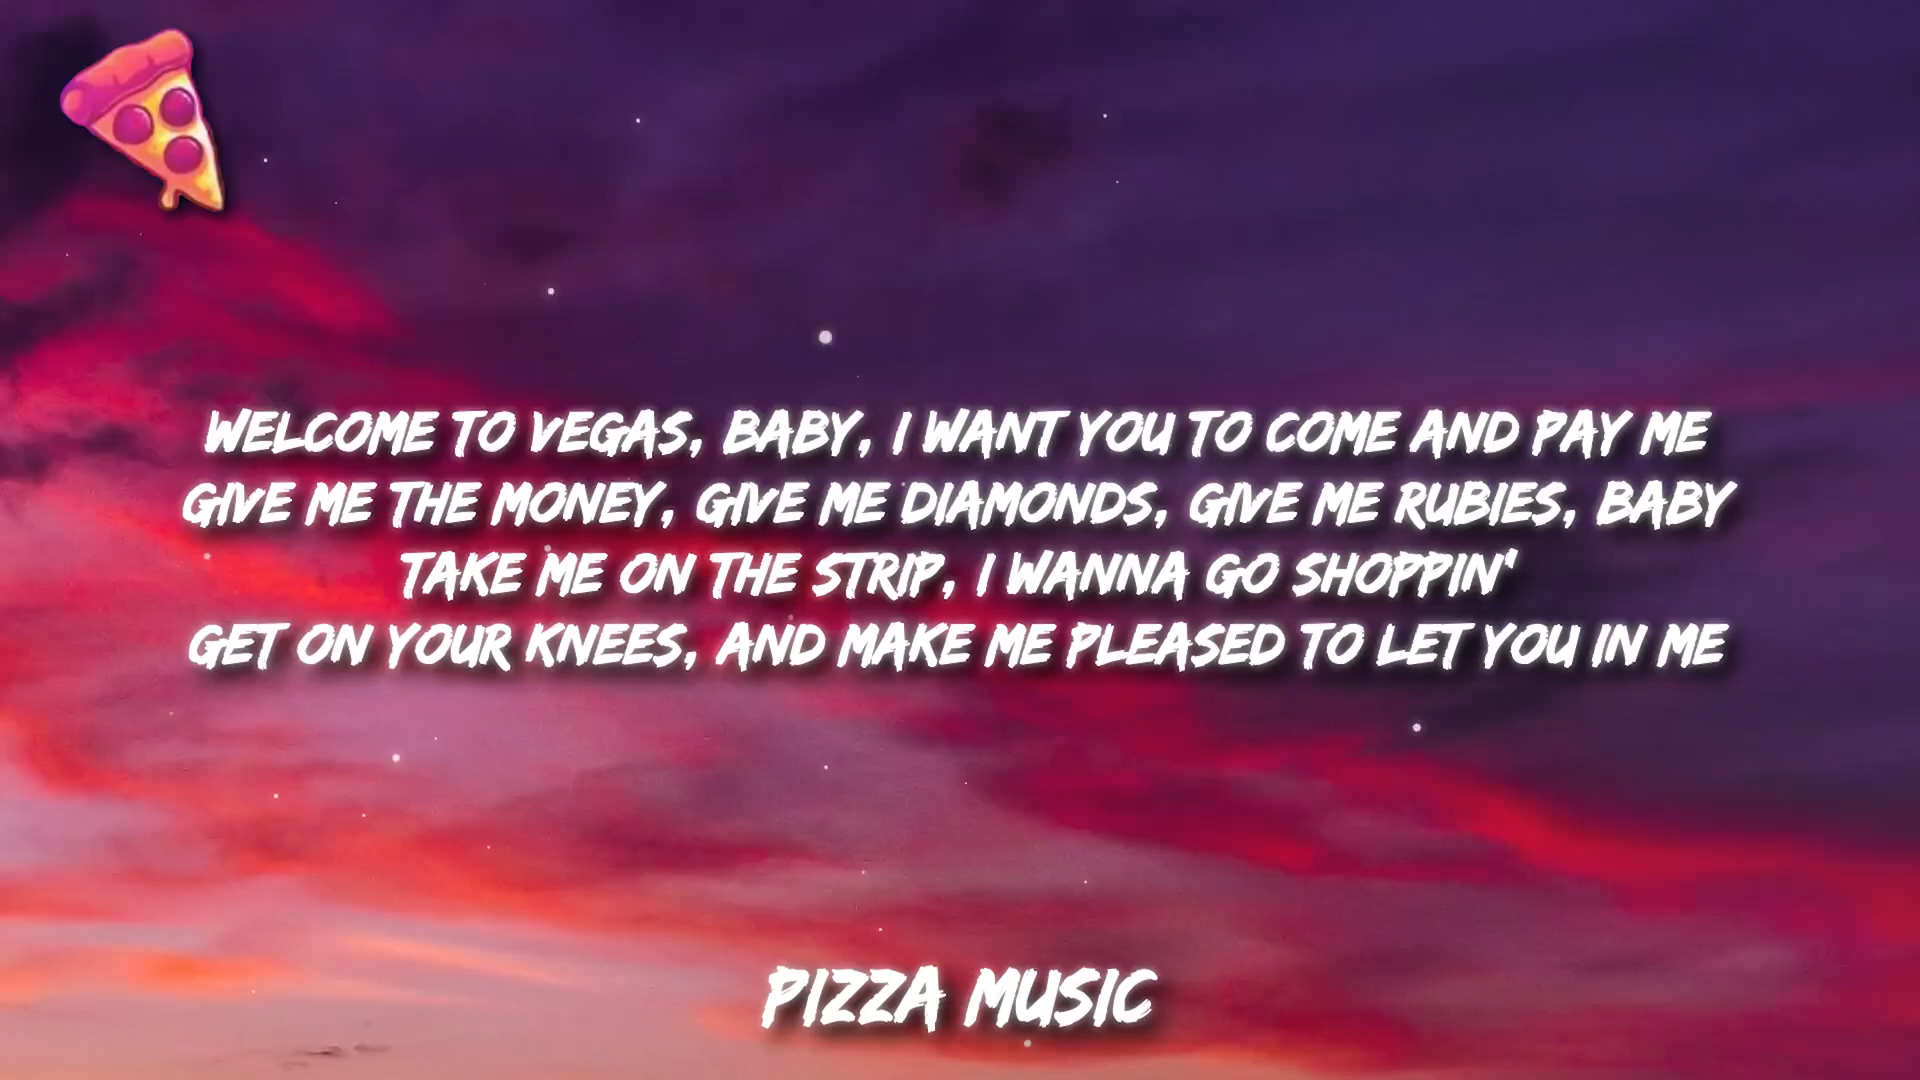 WELCOME TO VEGAS, BABY, I WANT YOU TO COME AND PAY ME
GIVE ME THE MONEY, GIVE ME DIAMONDS, GIVE ME RUBIES, BABY
TAKE ME ON THE STRIP, I WANNA GO SHOPPIN'
GET ON YOUR KNEES, AND MAKE ME PLEASED TO LET YOU IN ME
PIZZA MUSIC